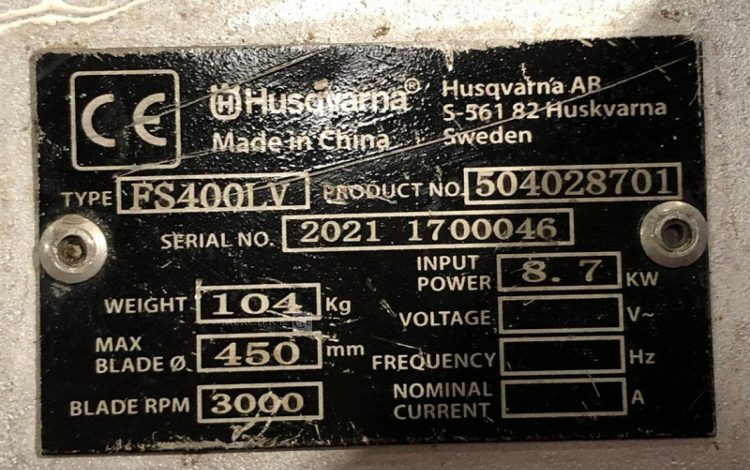 CE Husqvarna® Husqvarna AB
S-561 82 Huskvarna
Made in China Sweden
TYPE FS400LV PRODUCT NO. 504028701
SERIAL NO. 2021 1700046
INPUT POWER 8.7 KW
WEIGHT 104 Kg
VOLTAGE V~
MAX BLADE Ø. 450 mm
FREQUENCY Hz
BLADE RPM 3000
NOMINAL CURRENT A